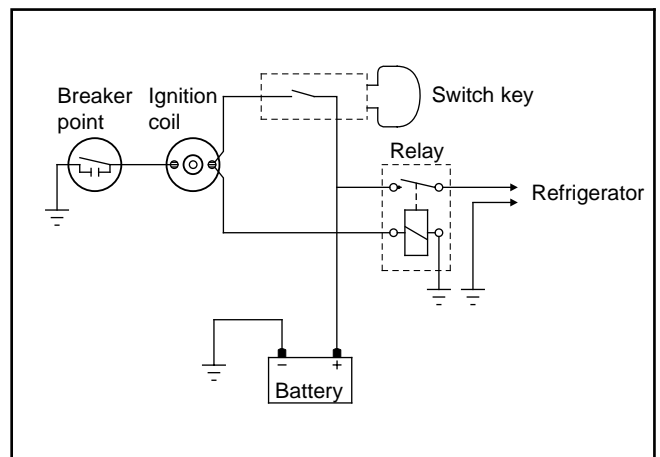 Breaker
point
Ignition
coil
Switch key
Relay
Refrigerator
− +
Battery